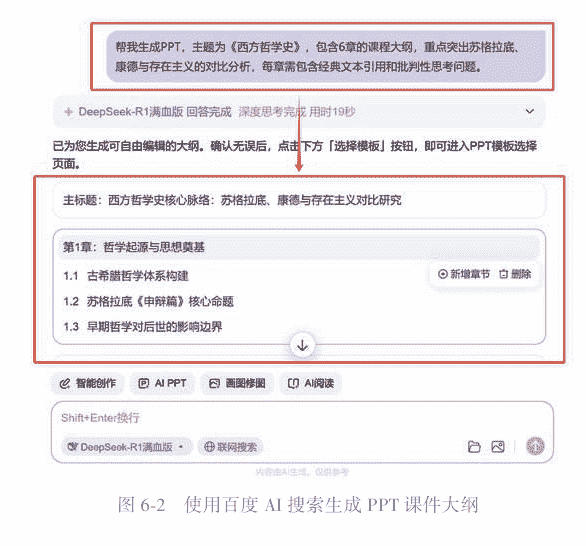 帮我生成PPT，主题为《西方哲学史》，包含6章的课程大纲，重点突出苏格拉底、
康德与存在主义的对比分析，每章需包含经典文本引用和批判性思考问题。
DeepSeek-R1满血版 回答完成 深度思考完成 用时19秒
已为您生成可自由编辑的大纲。确认无误后，点击下方「选择模板」按钮，即可进入PPT模板选择
页面。
主标题：西方哲学史核心脉络：苏格拉底、康德与存在主义对比研究
第1章：哲学起源与思想奠基
1.1 古希腊哲学体系构建
新增章节 删除
1.2 苏格拉底《申辩篇》核心命题
1.3 早期哲学对后世的影响边界
智能创作 AI PPT 画图修图 AI阅读
Shift+Enter换行
DeepSeek-R1满血版 联网搜索
内容由AI生成，仅供参考
图 6-2 使用百度 AI 搜索生成 PPT 课件大纲